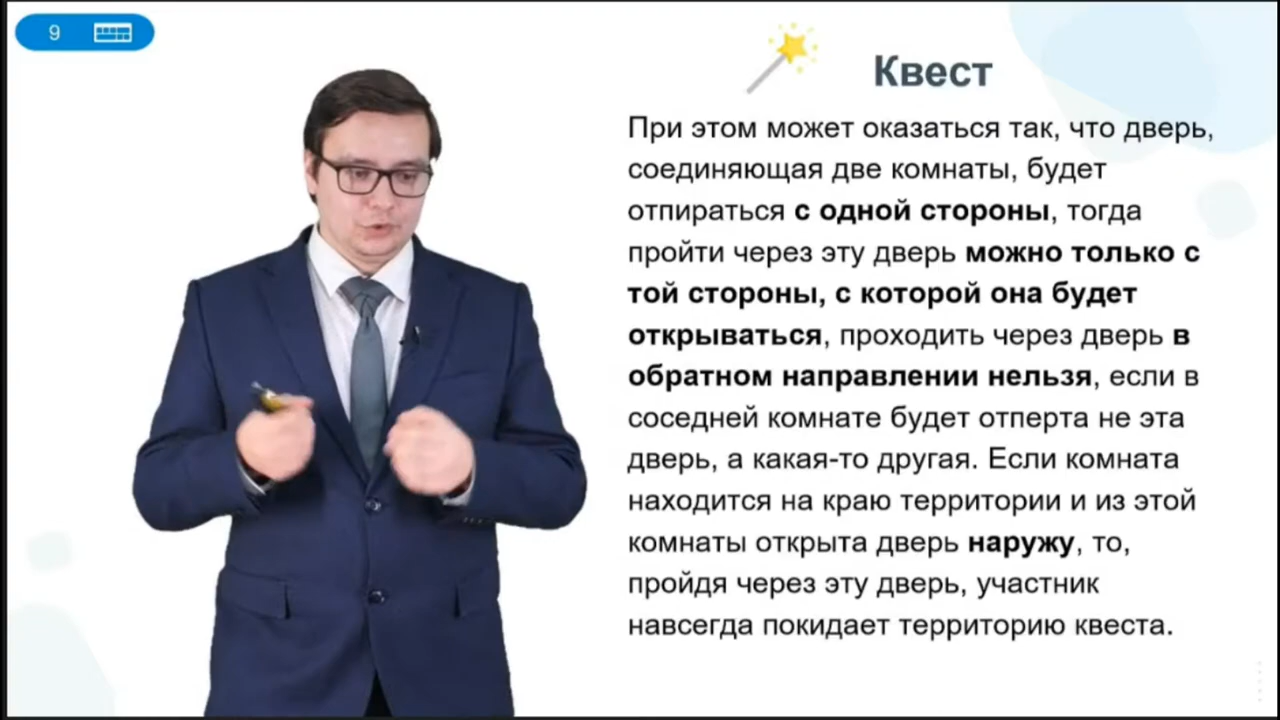 9
Квест
При этом может оказаться так, что дверь,
соединяющая две комнаты, будет
отпираться с одной стороны, тогда
пройти через эту дверь можно только с
той стороны, с которой она будет
открываться, проходить через дверь в
обратном направлении нельзя, если в
соседней комнате будет отперта не эта
дверь, а какая-то другая. Если комната
находится на краю территории и из этой
комнаты открыта дверь наружу, то,
пройдя через эту дверь, участник
навсегда покидает территорию квеста.